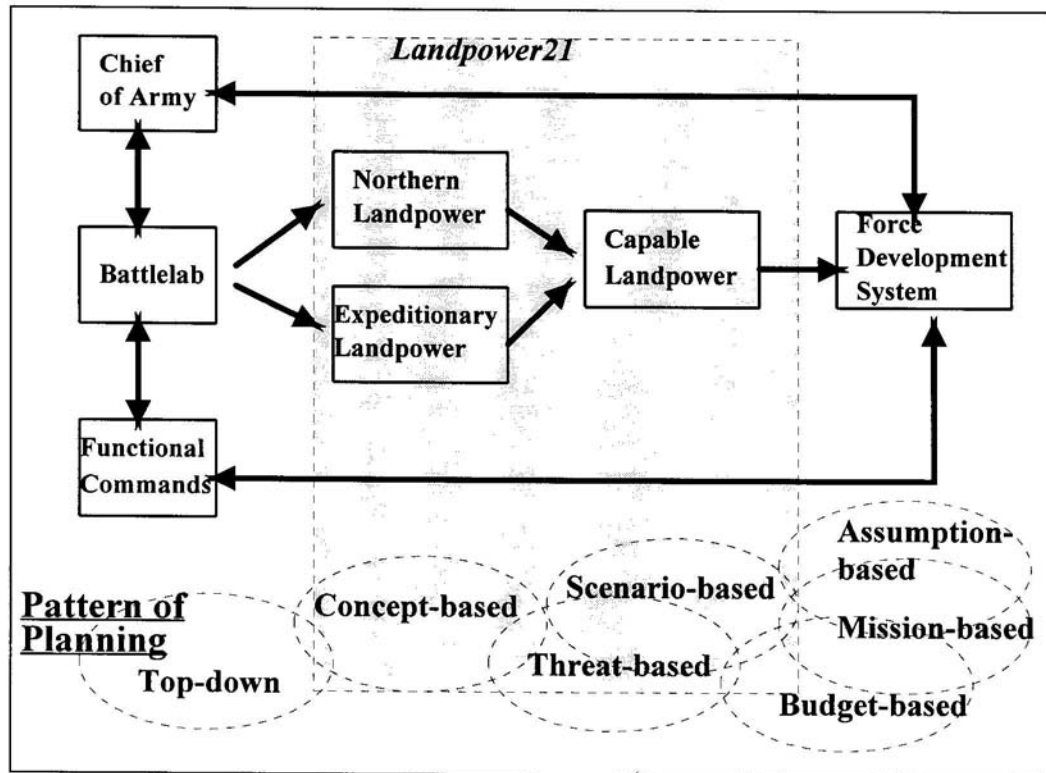 Landpower21
Chief
of Army
Northern
Landpower
Battlelab
Capable
Landpower
Force
Development
System
Expeditionary
Landpower
Functional
Commands
Assumption-
based
Scenario-based
Concept-based
Pattern of
Planning
Mission-based
Threat-based
Top-down
Budget-based